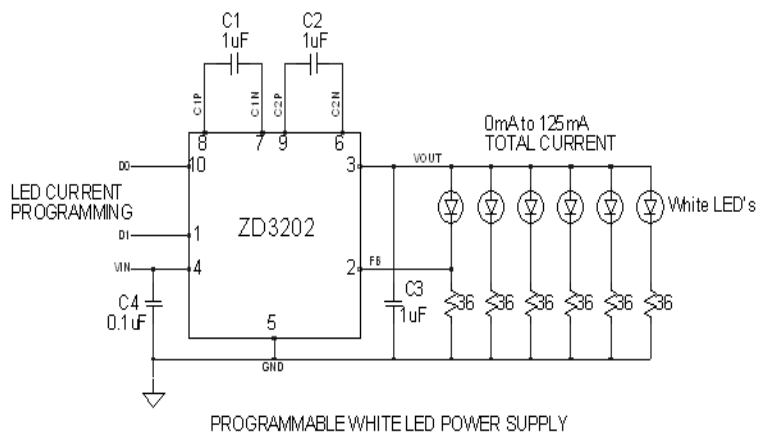 C1
1uF
C2
1uF
C1P
C1N
C2P
C2N
8
7
9
6
0mA to 125mA
TOTAL CURRENT
D0
10
3
VOUT
LED CURRENT
PROGRAMMING
White LED's
D1
1
ZD3202
VIN
4
2
FB
C4
0.1uF
C3
1uF
36
36
36
36
36
36
5
GND
PROGRAMMABLE WHITE LED POWER SUPPLY